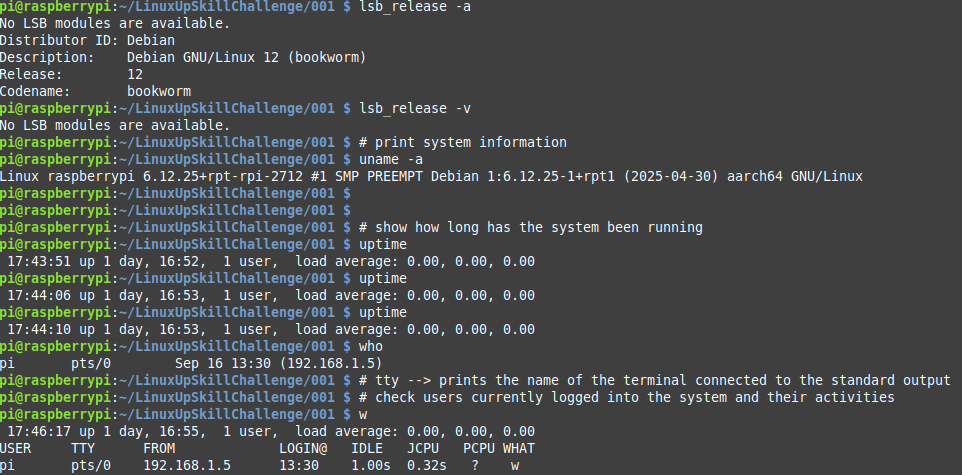 pi@raspberrypi:~/LinuxUpSkillChallenge/001 $ lsb_release -a
No LSB modules are available.
Distributor ID: Debian
Description:    Debian GNU/Linux 12 (bookworm)
Release:        12
Codename:       bookworm
pi@raspberrypi:~/LinuxUpSkillChallenge/001 $ lsb_release -v
No LSB modules are available.
pi@raspberrypi:~/LinuxUpSkillChallenge/001 $ # print system information
pi@raspberrypi:~/LinuxUpSkillChallenge/001 $ uname -a
Linux raspberrypi 6.12.25+rpt-rpi-2712 #1 SMP PREEMPT Debian 1:6.12.25-1+rpt1 (2025-04-30) aarch64 GNU/Linux
pi@raspberrypi:~/LinuxUpSkillChallenge/001 $
pi@raspberrypi:~/LinuxUpSkillChallenge/001 $
pi@raspberrypi:~/LinuxUpSkillChallenge/001 $ # show how long has the system been running
pi@raspberrypi:~/LinuxUpSkillChallenge/001 $ uptime
 17:43:51 up 1 day, 16:52,  1 user,  load average: 0.00, 0.00, 0.00
pi@raspberrypi:~/LinuxUpSkillChallenge/001 $ uptime
 17:44:06 up 1 day, 16:53,  1 user,  load average: 0.00, 0.00, 0.00
pi@raspberrypi:~/LinuxUpSkillChallenge/001 $ uptime
 17:44:10 up 1 day, 16:53,  1 user,  load average: 0.00, 0.00, 0.00
pi@raspberrypi:~/LinuxUpSkillChallenge/001 $ who
pi       pts/0        Sep 16 13:30 (192.168.1.5)
pi@raspberrypi:~/LinuxUpSkillChallenge/001 $ # tty --> prints the name of the terminal connected to the standard output
pi@raspberrypi:~/LinuxUpSkillChallenge/001 $ # check users currently logged into the system and their activities
pi@raspberrypi:~/LinuxUpSkillChallenge/001 $ w
 17:46:17 up 1 day, 16:55,  1 user,  load average: 0.00, 0.00, 0.00
USER     TTY      FROM             LOGIN@   IDLE   JCPU   PCPU WHAT
pi       pts/0    192.168.1.5      13:30    1.00s  0.32s   ?    w